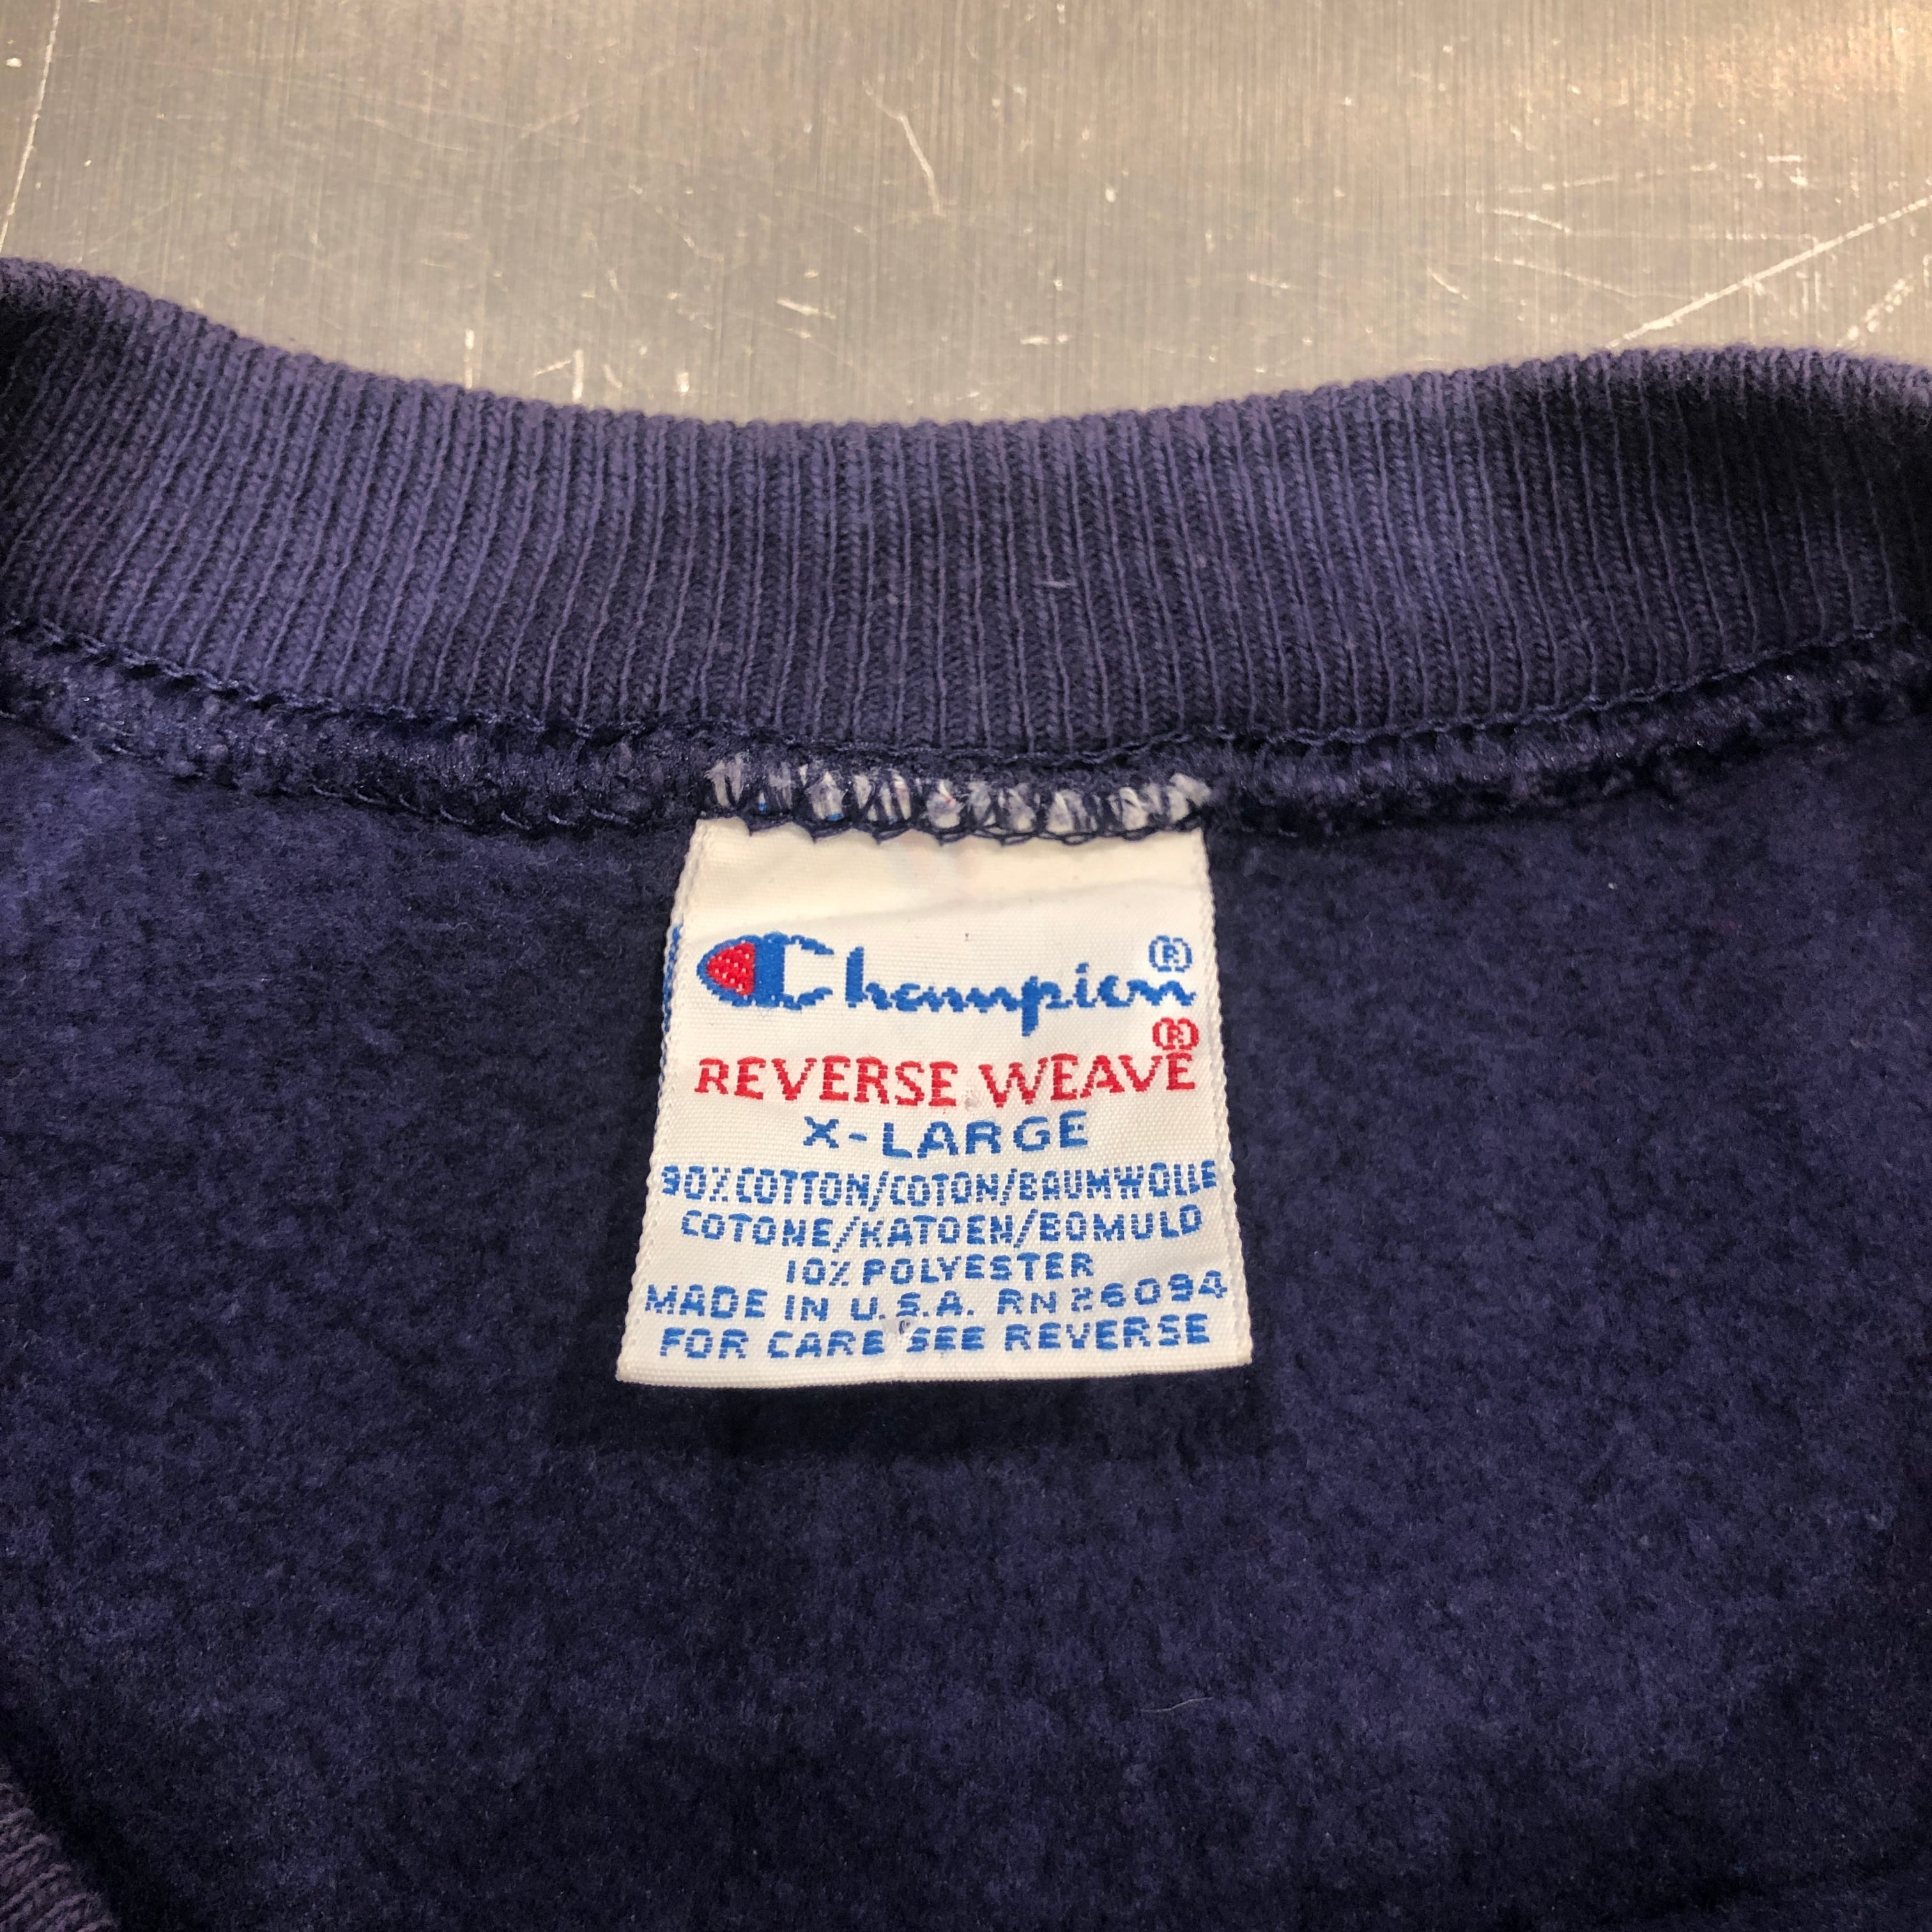 Champion®
REVERSE WEAVE®
X-LARGE
90% COTTON/COTON/BAUMWOLLE
COTONE/KATOEN/BOMULD
10% POLYESTER
MADE IN U.S.A. RN 26094
FOR CARE SEE REVERSE